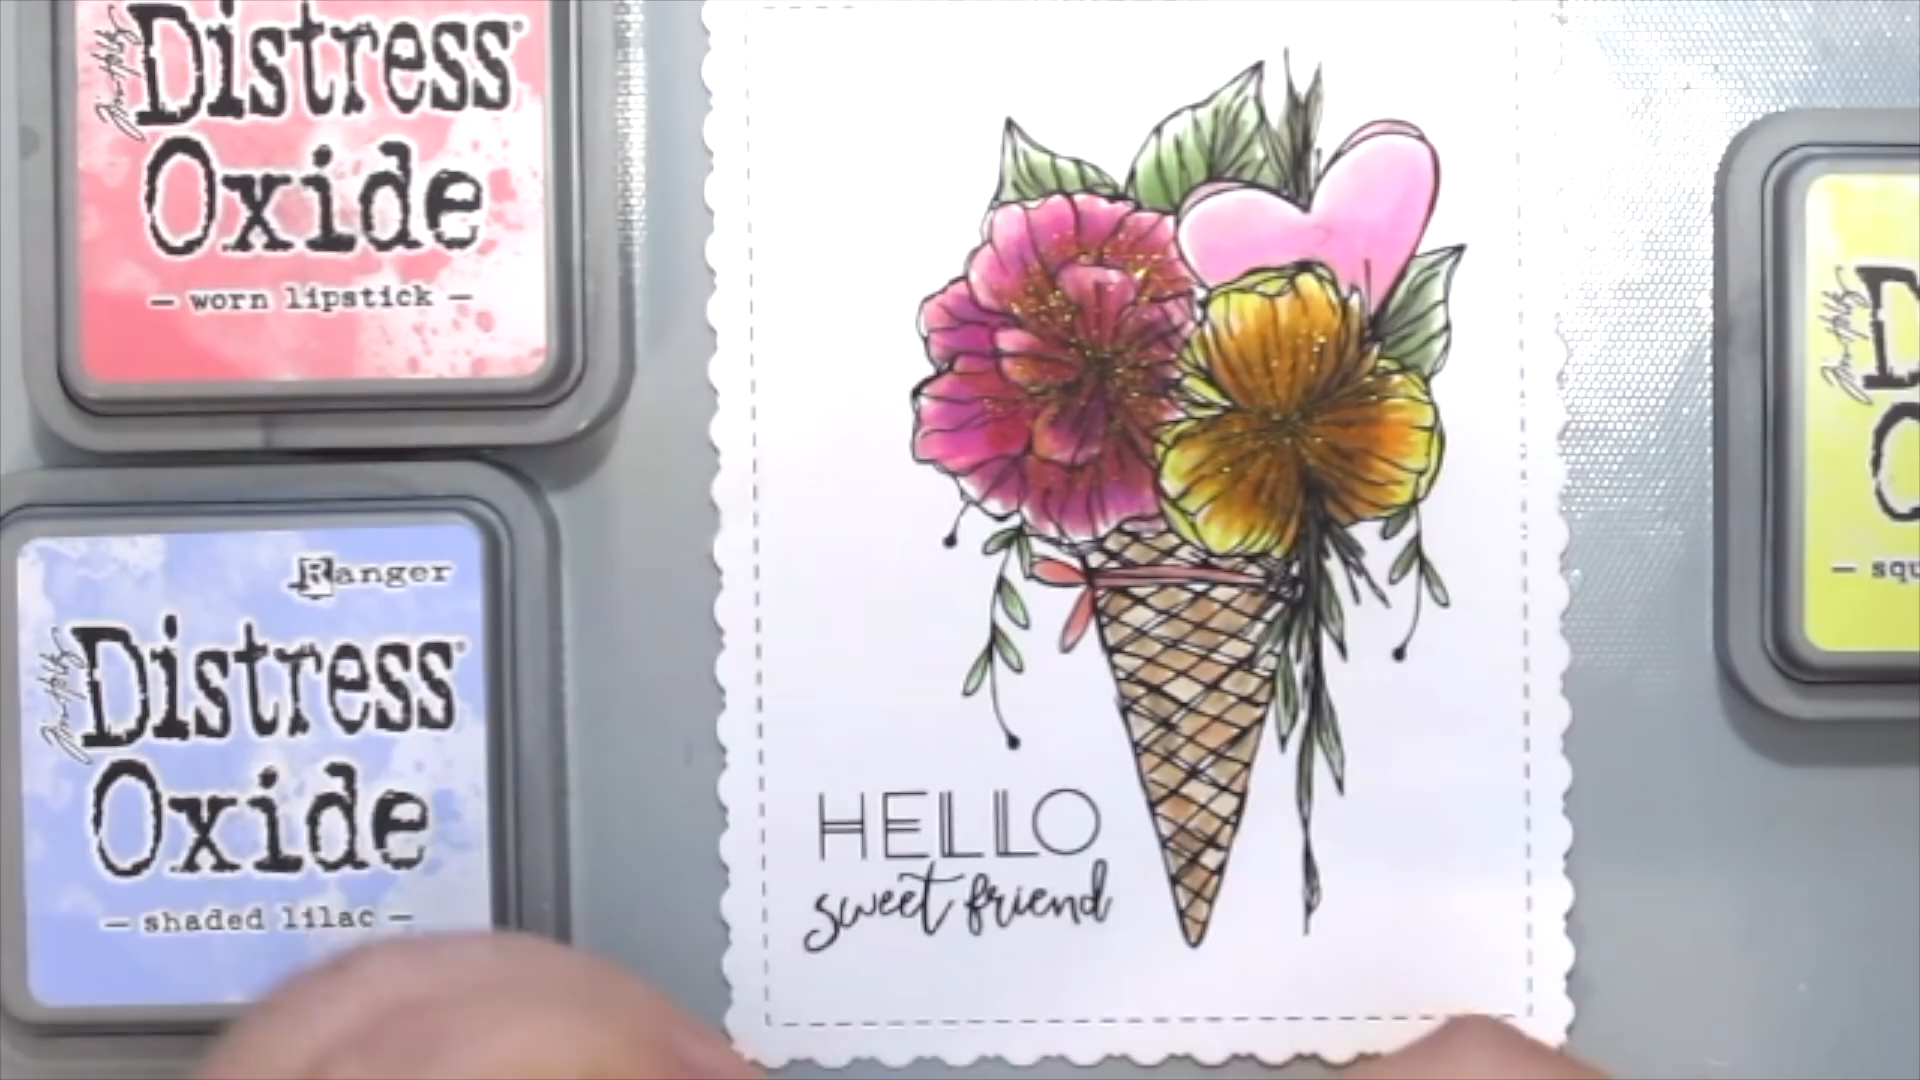 Distress
Oxide
— worn lipstick —
Ranger
Distress
Oxide
— shaded lilac —
HELLO
sweet friend